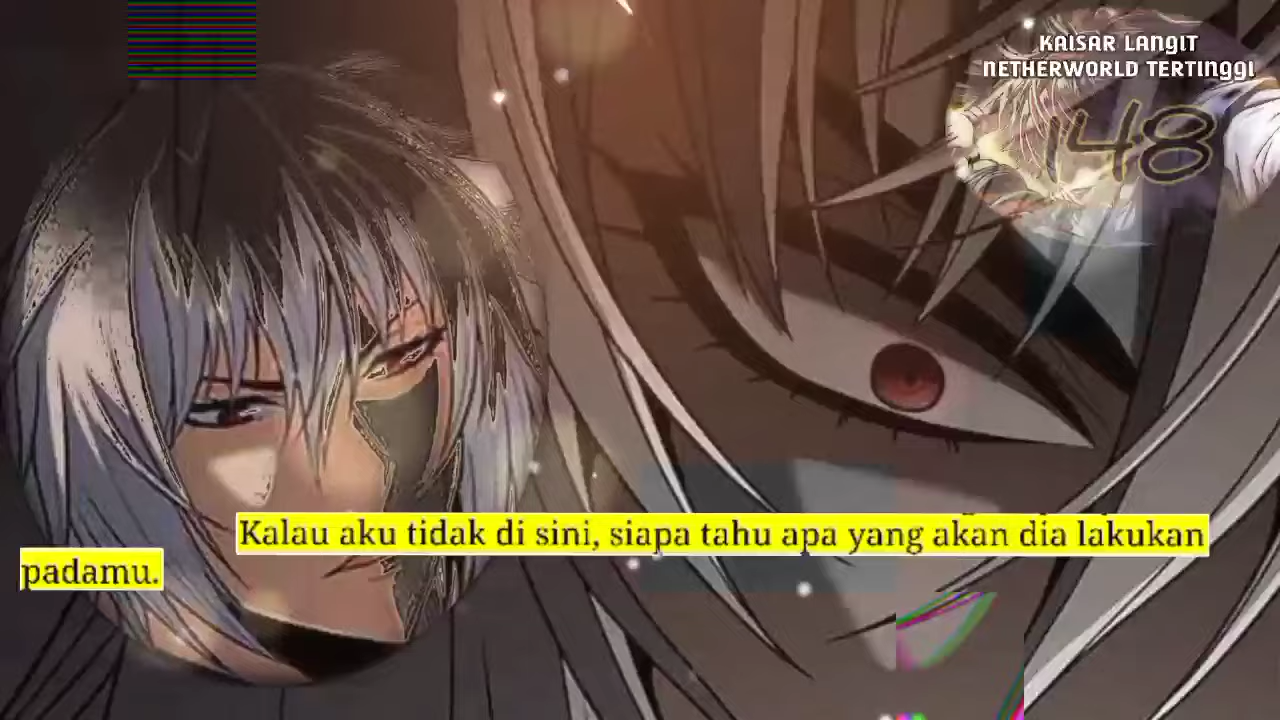 KAISAR LANGIT
NETHERWORLD TERTINGGI
148
Kalau aku tidak di sini, siapa tahu apa yang akan dia lakukan
padamu.